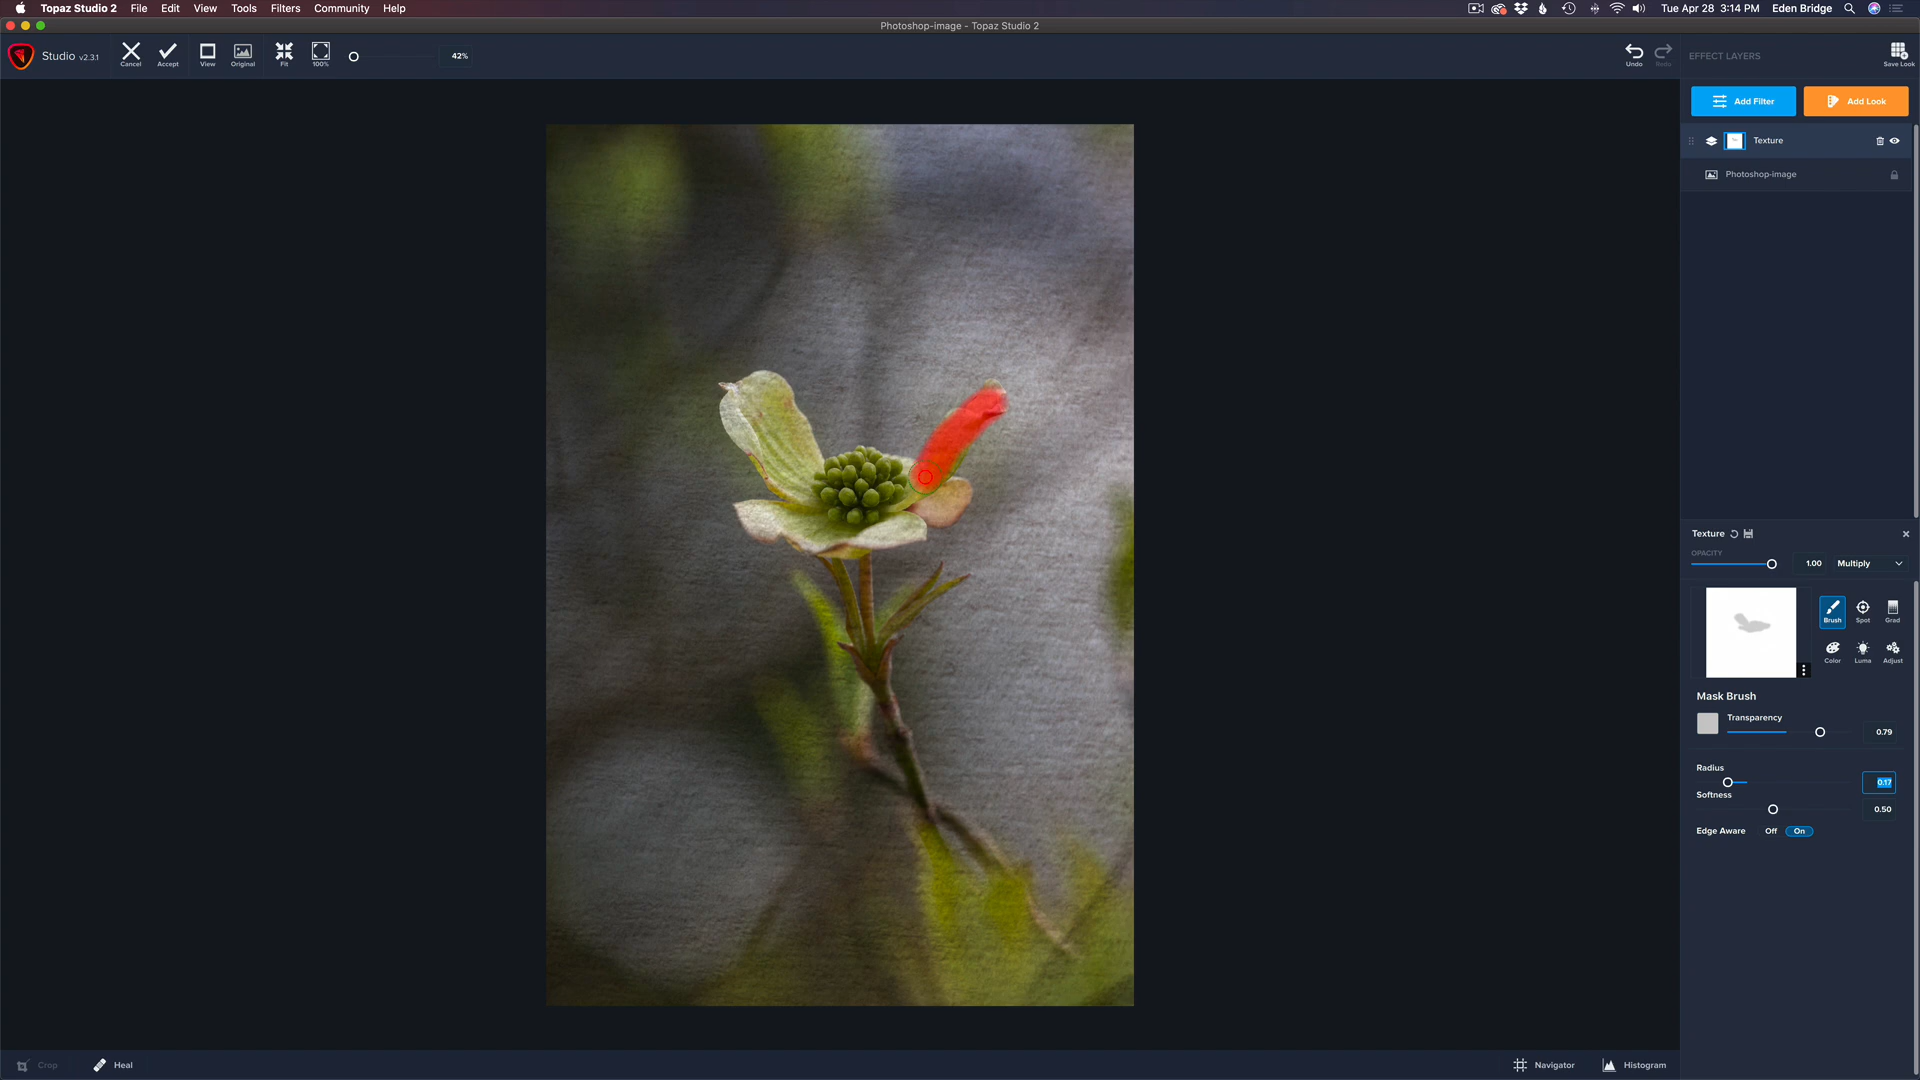 Topaz Studio 2 File Edit View Tools Filters Community Help Tue Apr 28 3:14 PM Eden Bridge
Photoshop-image - Topaz Studio 2
Studio v2.3.1 Cancel Accept View Original Fit 100% 42% Undo Redo EFFECT LAYERS Save Look
Add Filter Add Look
Texture
Photoshop-image
Texture
OPACITY 1.00 Multiply
Brush Spot Grad
Color Luma Adjust
Mask Brush
Transparency
0.79
Radius
0.17
Softness
0.50
Edge Aware Off On
Crop Heal Navigator Histogram